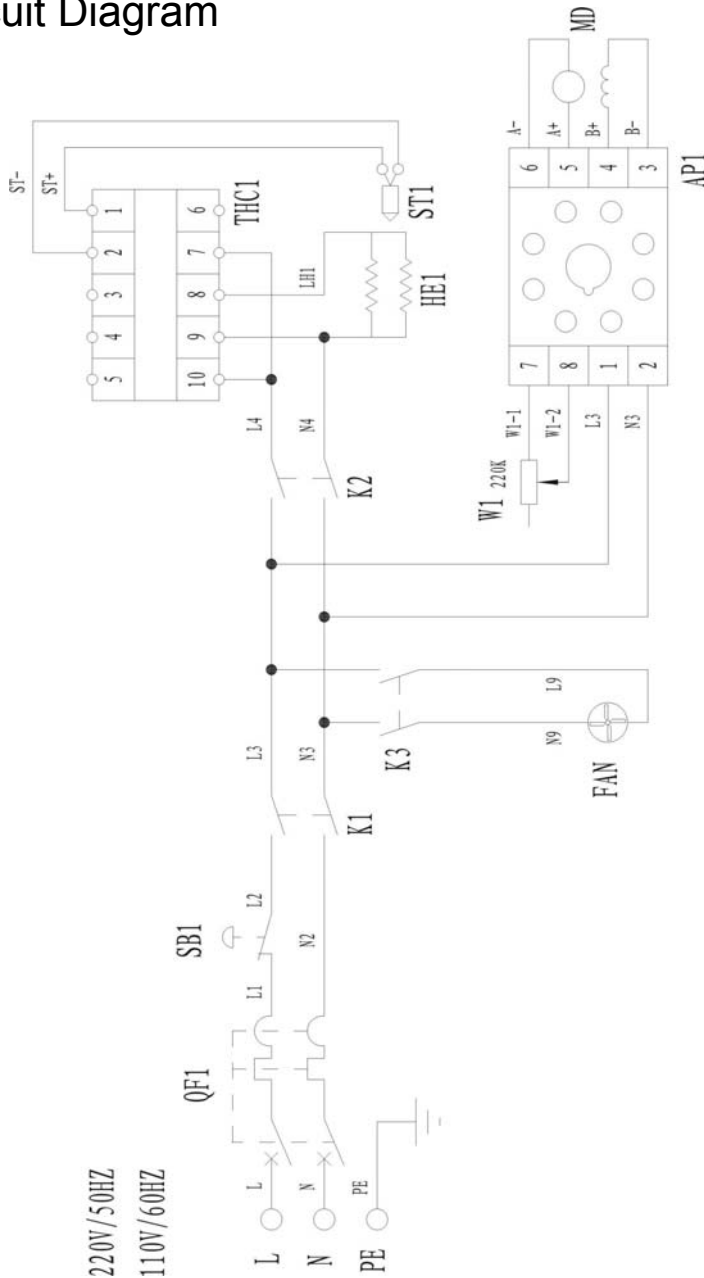 uit Diagram
220V/50HZ
110V/60HZ
L
N
PE
L
N
PE
QF1
L1
SB1
L2
N2
K1
L3
N3
K3
N9
L9
FAN
K2
L4
N4
W1 220K
W1-1
W1-2
L3
N3
7
8
1
2
6
5
4
3
AP1
A-
A+
B+
B-
MD
5
4
3
2
1
10
9
8
7
6
THC1
ST-
ST+
ST1
LH1
HE1